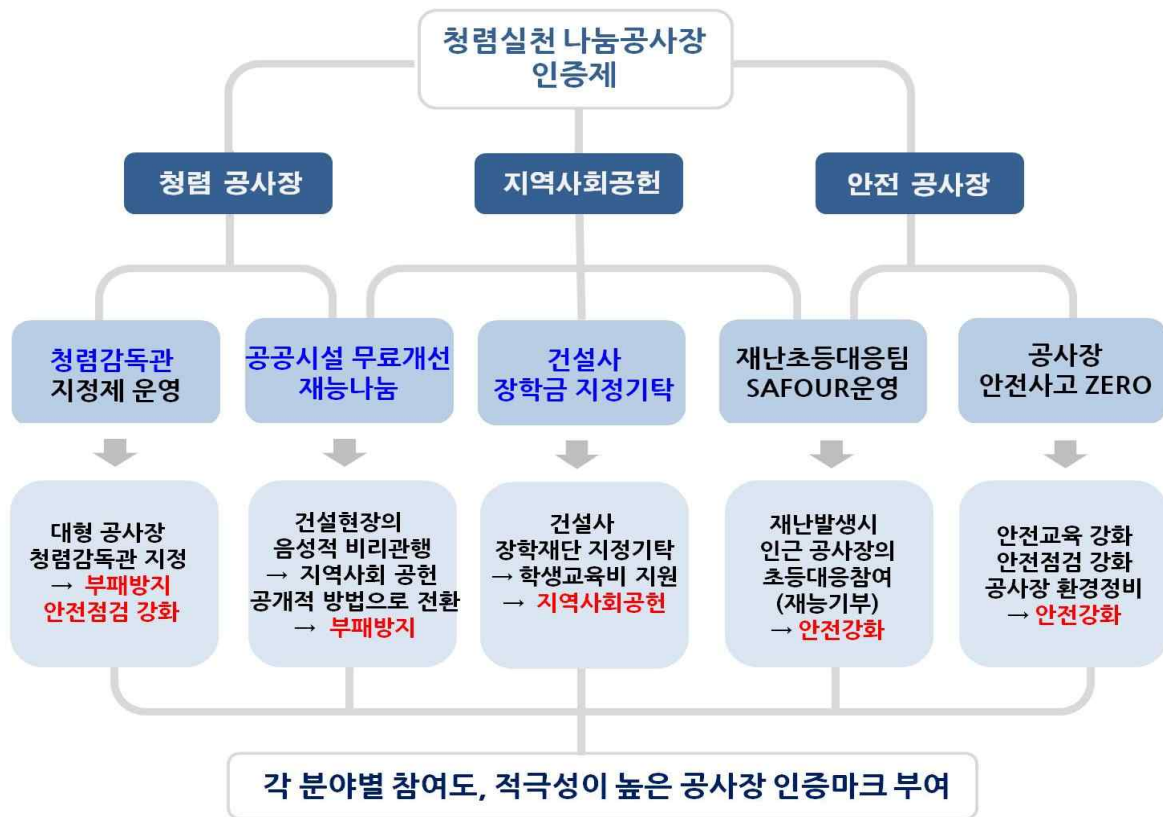 청렴실천 나눔공사장
인증제
청렴 공사장
지역사회공헌
안전 공사장
청렴감독관
지정제 운영
공공시설 무료개선
재능나눔
건설사
장학금 지정기탁
재난초등대응팀
SAFOUR운영
공사장
안전사고 ZERO
대형 공사장
청렴감독관 지정
→ 부패방지
안전점검 강화
건설현장의
음성적 비리관행
→ 지역사회 공헌
공개적 방법으로 전환
→ 부패방지
건설사
장학재단 지정기탁
→ 학생교육비 지원
→ 지역사회공헌
재난발생시
인근 공사장의
초등대응참여
(재능기부)
→ 안전강화
안전교육 강화
안전점검 강화
공사장 환경정비
→ 안전강화
각 분야별 참여도, 적극성이 높은 공사장 인증마크 부여